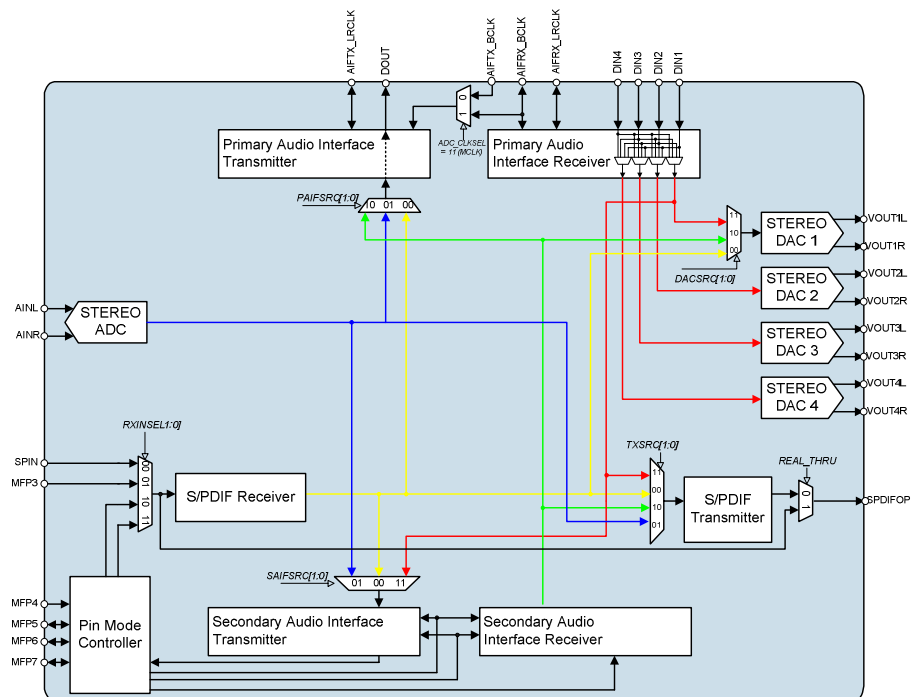 AIFTX_LRCLK
DOUT
AIFTX_BCLK
AIFRX_BCLK
AIFRX_LRCLK
DIN4
DIN3
DIN2
DIN1
1 0
ADC_CLKSEL
= 11 (MCLK)
Primary Audio Interface
Transmitter
Primary Audio
Interface Receiver
PAIFSRC[1:0]
10 01 00
11
10
00
DACSRC[1:0]
STEREO
DAC 1
VOUT1L
VOUT1R
STEREO
DAC 2
VOUT2L
VOUT2R
STEREO
DAC 3
VOUT3L
VOUT3R
STEREO
DAC 4
VOUT4L
VOUT4R
AINL
AINR
STEREO
ADC
RXINSEL1:0]
SPIN
MFP3
00
01
10
11
S/PDIF Receiver
TXSRC[1:0]
11
00
10
01
S/PDIF
Transmitter
REAL_THRU
0
1
SPDIFOP
SAIFSRC[1:0]
01 00 11
MFP4
MFP5
MFP6
MFP7
Pin Mode
Controller
Secondary Audio Interface
Transmitter
Secondary Audio
Interface Receiver